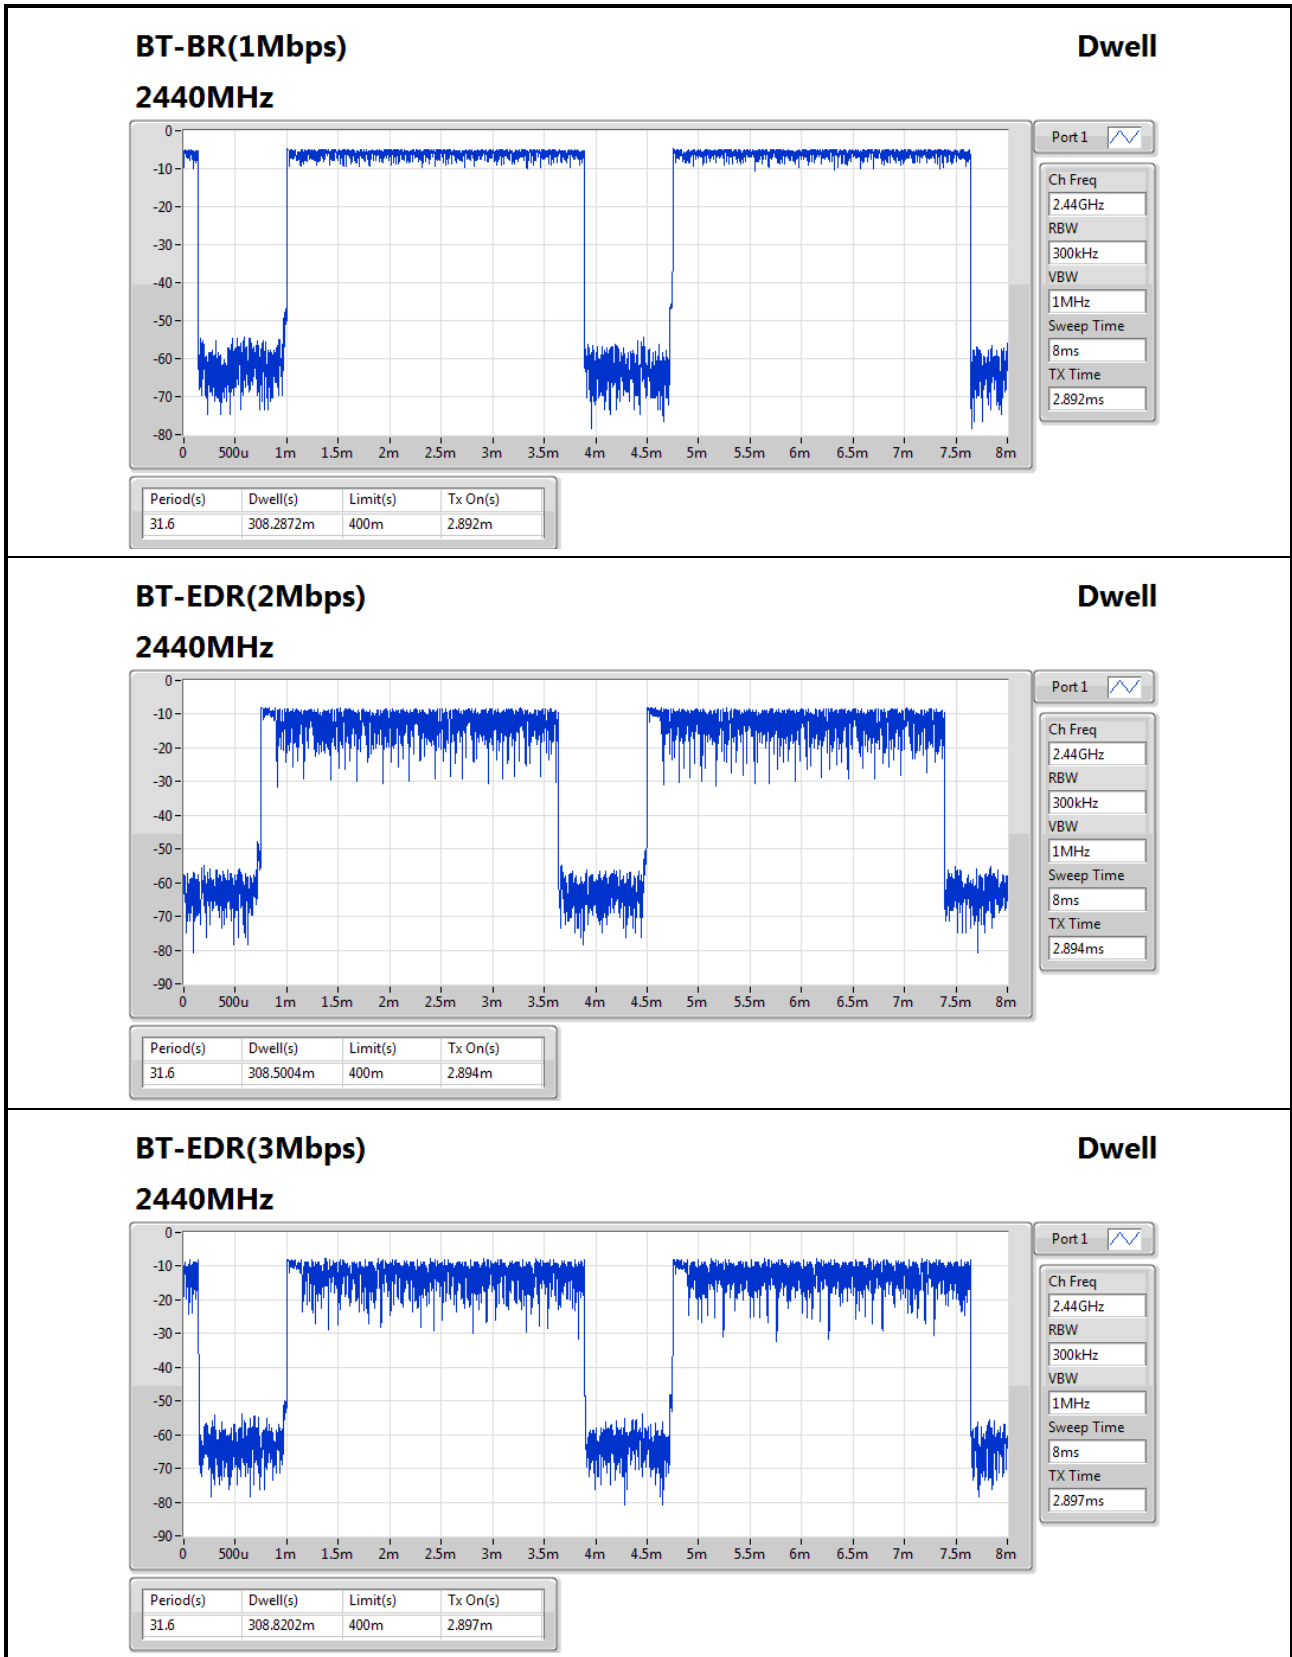 BT-BR(1Mbps) Dwell
2440MHz
Port 1
Ch Freq
2.44GHz
RBW
300kHz
VBW
1MHz
Sweep Time
8ms
TX Time
2.892ms
0
-10
-20
-30
-40
-50
-60
-70
-80
0 500u 1m 1.5m 2m 2.5m 3m 3.5m 4m 4.5m 5m 5.5m 6m 6.5m 7m 7.5m 8m
Period(s) Dwell(s) Limit(s) Tx On(s)
31.6 308.2872m 400m 2.892m
BT-EDR(2Mbps) Dwell
2440MHz
Port 1
Ch Freq
2.44GHz
RBW
300kHz
VBW
1MHz
Sweep Time
8ms
TX Time
2.894ms
0
-10
-20
-30
-40
-50
-60
-70
-80
-90
0 500u 1m 1.5m 2m 2.5m 3m 3.5m 4m 4.5m 5m 5.5m 6m 6.5m 7m 7.5m 8m
Period(s) Dwell(s) Limit(s) Tx On(s)
31.6 308.5004m 400m 2.894m
BT-EDR(3Mbps) Dwell
2440MHz
Port 1
Ch Freq
2.44GHz
RBW
300kHz
VBW
1MHz
Sweep Time
8ms
TX Time
2.897ms
0
-10
-20
-30
-40
-50
-60
-70
-80
-90
0 500u 1m 1.5m 2m 2.5m 3m 3.5m 4m 4.5m 5m 5.5m 6m 6.5m 7m 7.5m 8m
Period(s) Dwell(s) Limit(s) Tx On(s)
31.6 308.8202m 400m 2.897m